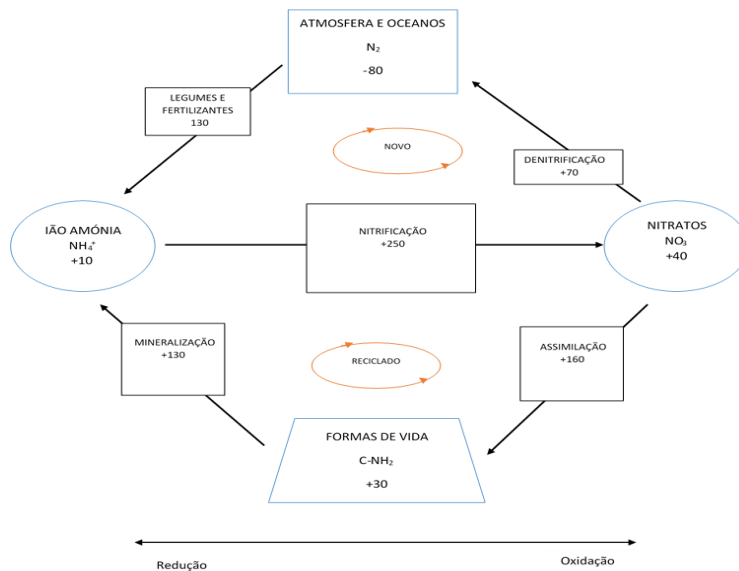 ATMOSFERA E OCEANOS
N₂
-80
LEGUMES E
FERTILIZANTES
130
NOVO
DENITRIFICAÇÃO
+70
IÃO AMÓNIA
NH₄⁺
+10
NITRIFICAÇÃO
+250
NITRATOS
NO₃
+40
MINERALIZAÇÃO
+130
RECICLADO
ASSIMILAÇÃO
+160
FORMAS DE VIDA
C-NH₂
+30
Redução
Oxidação